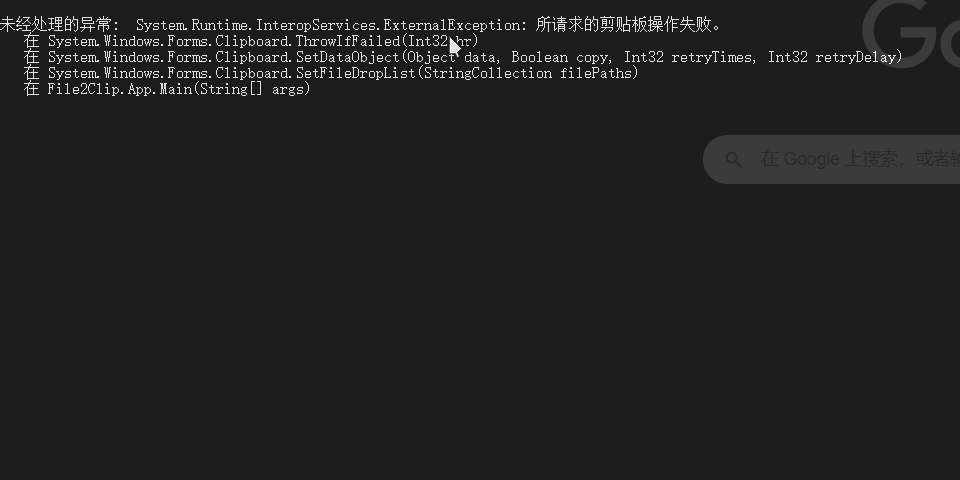 未经处理的异常:  System.Runtime.InteropServices.ExternalException: 所请求的剪贴板操作失败。
在 System.Windows.Forms.Clipboard.ThrowIfFailed(Int32 hr)
在 System.Windows.Forms.Clipboard.SetDataObject(Object data, Boolean copy, Int32 retryTimes, Int32 retryDelay)
在 System.Windows.Forms.Clipboard.SetFileDropList(StringCollection filePaths)
在 File2Clip.App.Main(String[] args)
Go
在 Google 上搜索，或者输